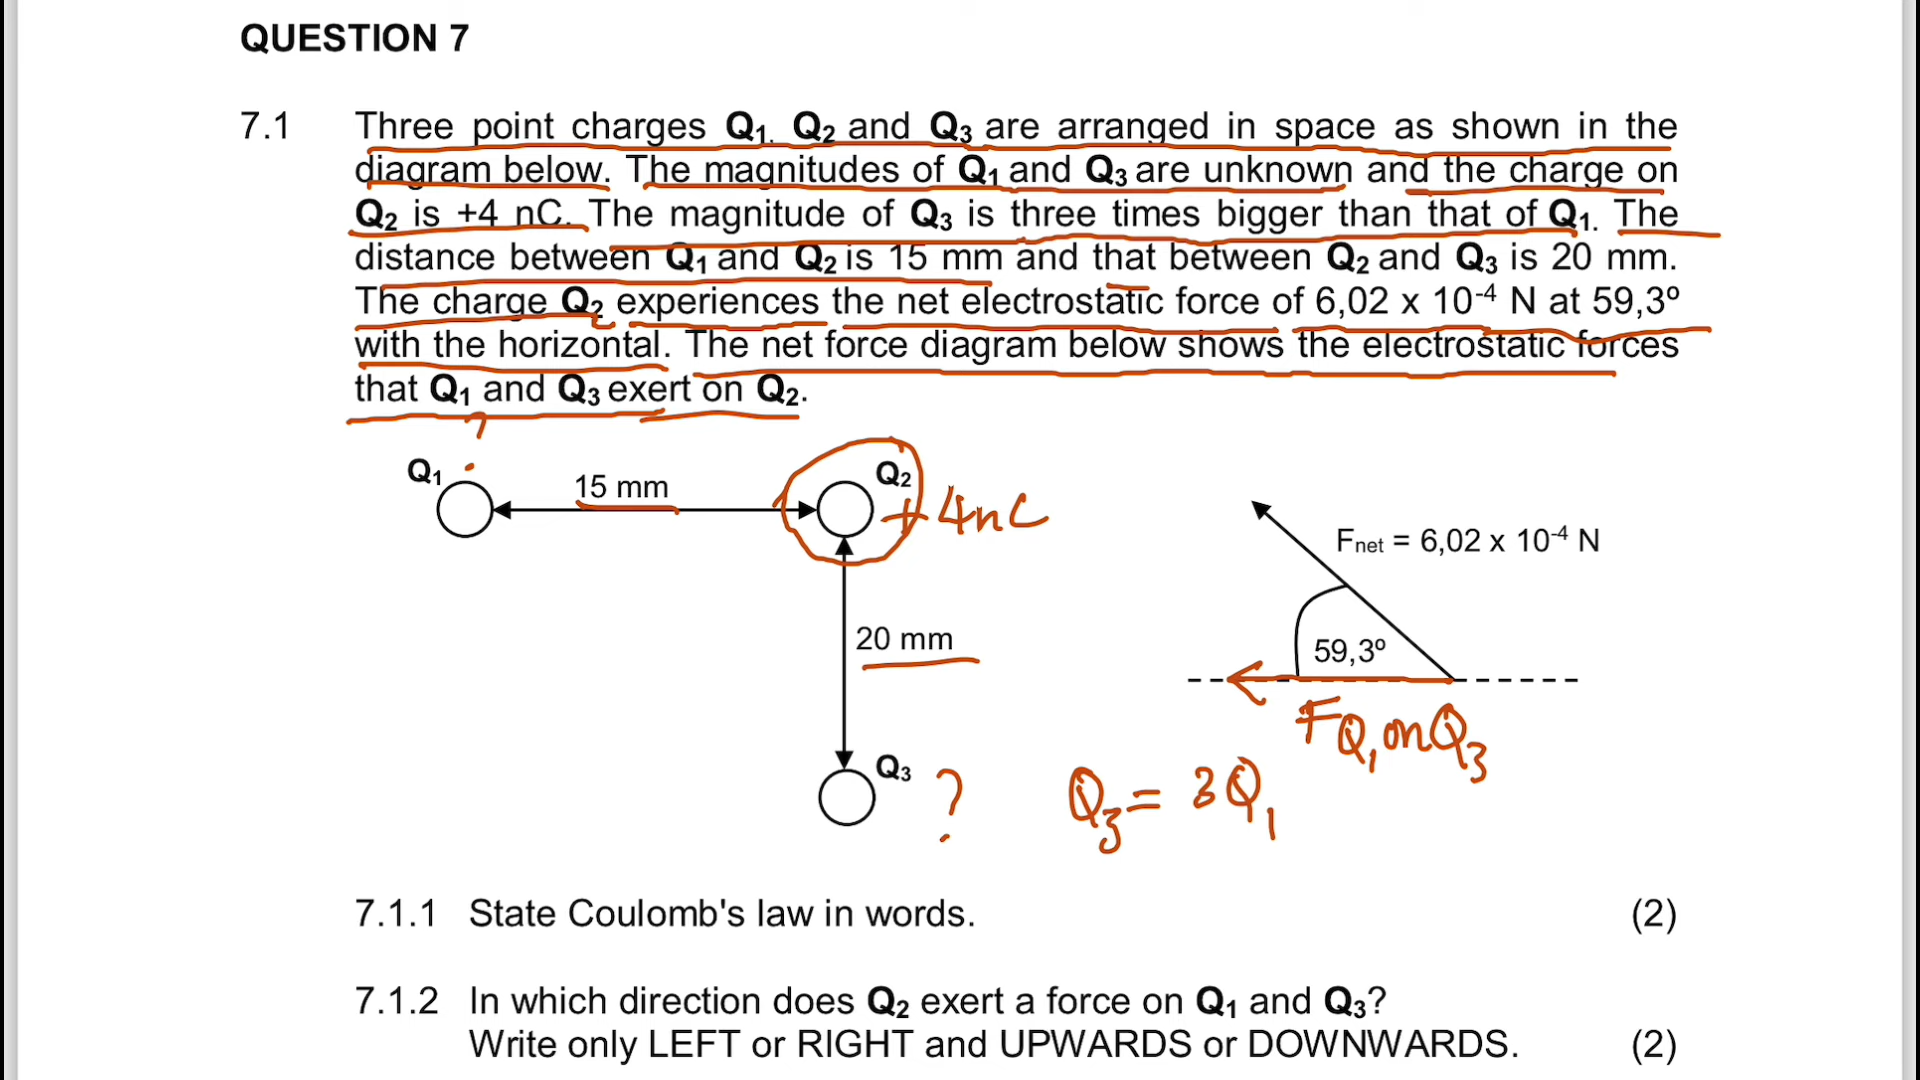 QUESTION 7
7.1 Three point charges Q1, Q2 and Q3 are arranged in space as shown in the
diagram below. The magnitudes of Q1 and Q3 are unknown and the charge on
Q2 is +4 nC. The magnitude of Q3 is three times bigger than that of Q1. The
distance between Q1 and Q2 is 15 mm and that between Q2 and Q3 is 20 mm.
The charge Q2 experiences the net electrostatic force of 6,02 x 10⁻⁴ N at 59,3º
with the horizontal. The net force diagram below shows the electrostatic forces
that Q1 and Q3 exert on Q2.
?
Q1
15 mm
Q2
+4nC
Fnet = 6,02 x 10⁻⁴ N
20 mm
59,3º
FQ1 on Q3
Q3 ?
Q3 = 3Q1
7.1.1 State Coulomb's law in words. (2)
7.1.2 In which direction does Q2 exert a force on Q1 and Q3?
Write only LEFT or RIGHT and UPWARDS or DOWNWARDS. (2)